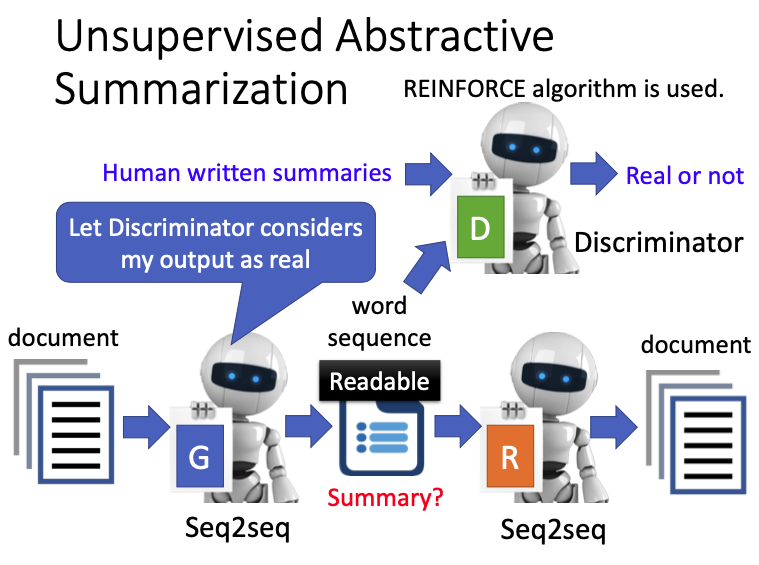 Unsupervised Abstractive
Summarization
REINFORCE algorithm is used.
Human written summaries
Real or not
Let Discriminator considers
my output as real
D
Discriminator
word
sequence
document
document
Readable
G
R
Summary?
Seq2seq
Seq2seq